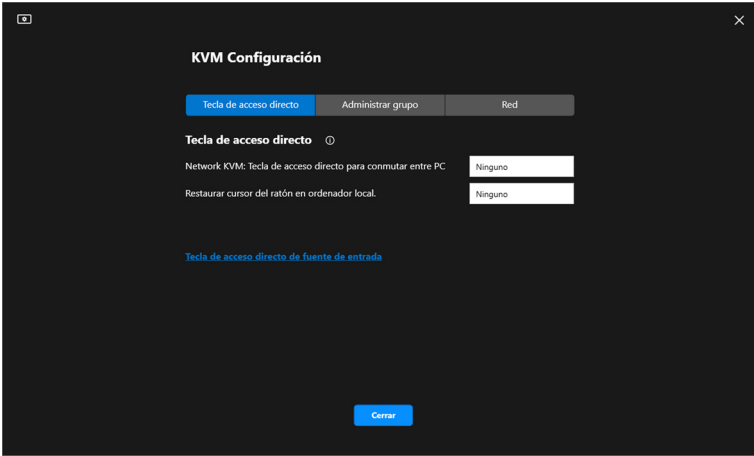 KVM Configuración
Tecla de acceso directo
Administrar grupo
Red
Tecla de acceso directo
Network KVM: Tecla de acceso directo para conmutar entre PC
Ninguno
Restaurar cursor del ratón en ordenador local.
Ninguno
Tecla de acceso directo de fuente de entrada
Cerrar